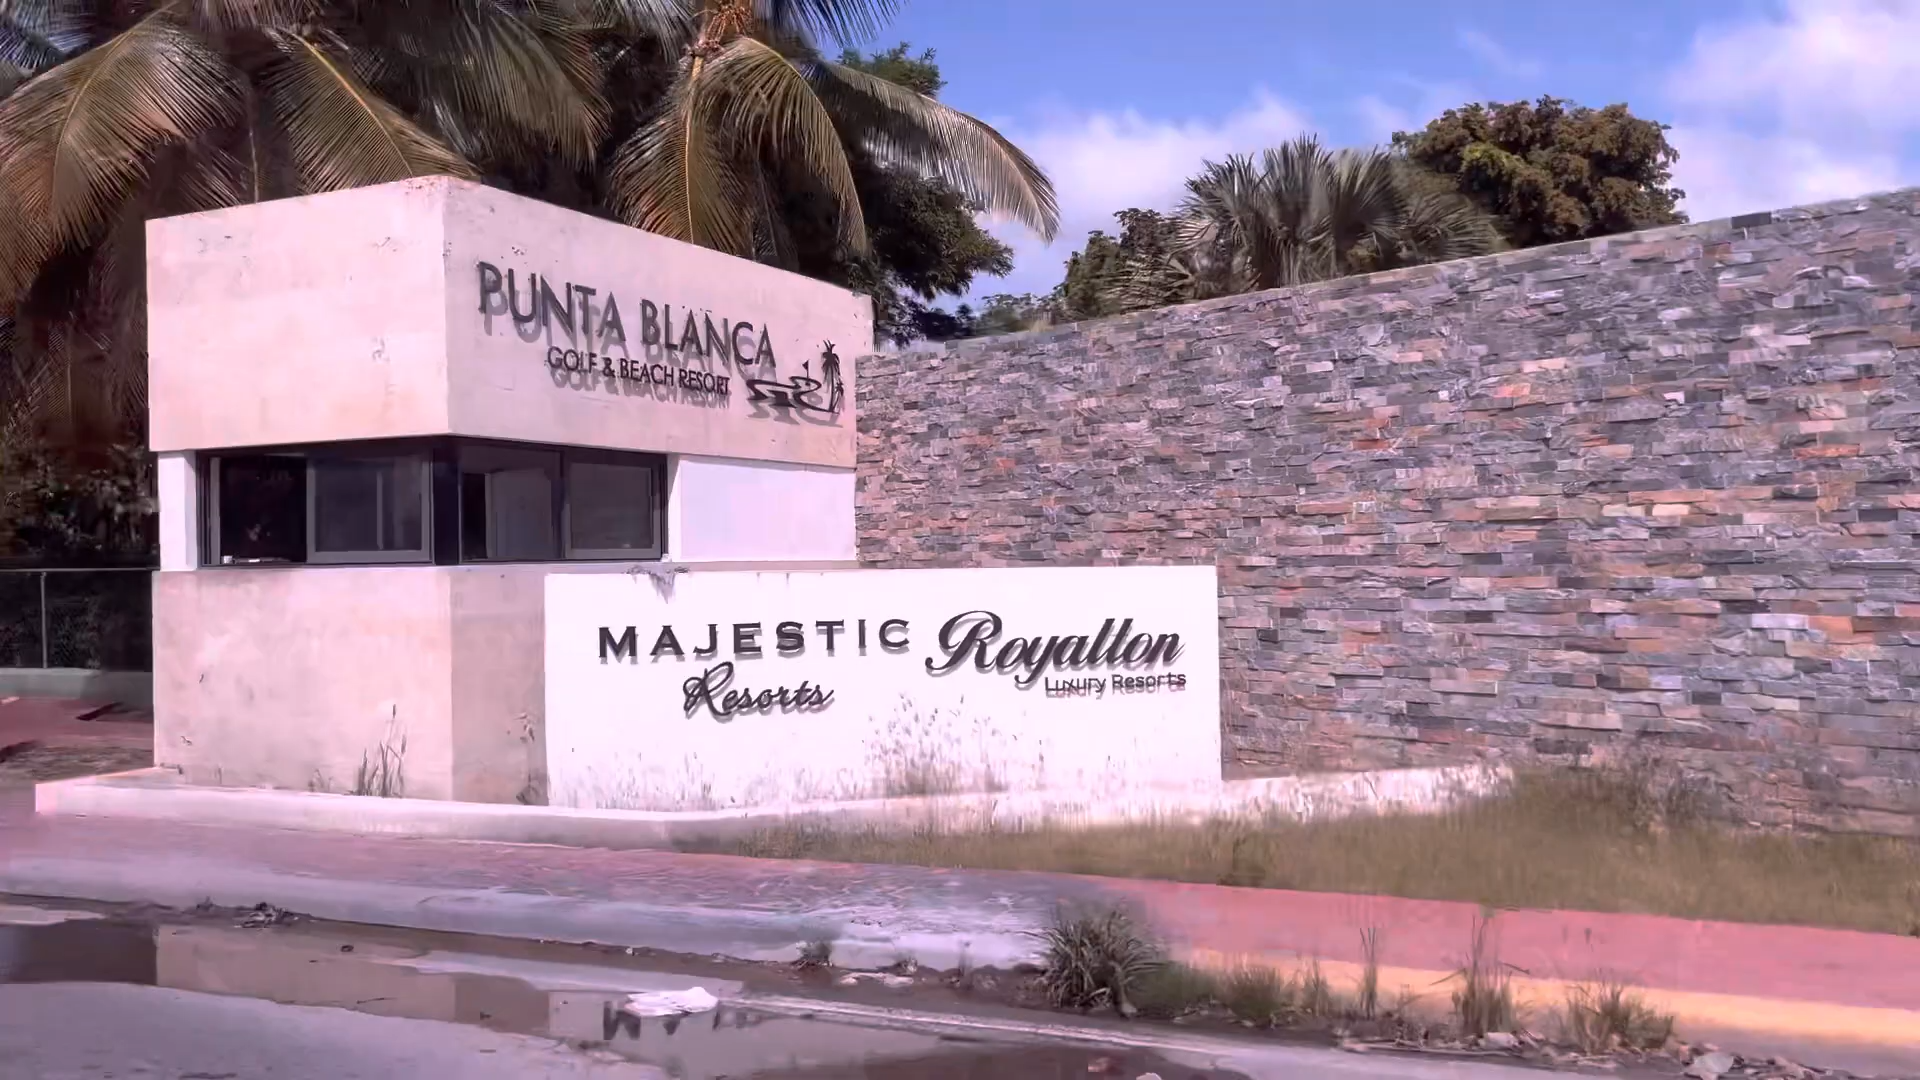 PUNTA BLANCA
GOLF & BEACH RESORT
MAJESTIC
Resorts
Royalton
Luxury Resorts